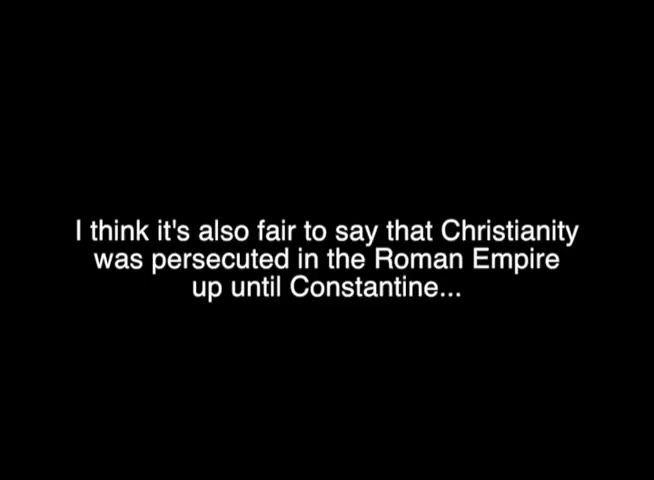 I think it's also fair to say that Christianity
was persecuted in the Roman Empire
up until Constantine...